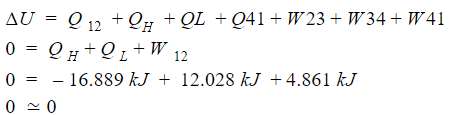 ΔU = Q 12 + QH + QL + Q41 + W23 + W34 + W41
0 = Q H + Q L + W 12
0 = − 16.889 kJ + 12.028 kJ + 4.861 kJ
0 ≃ 0